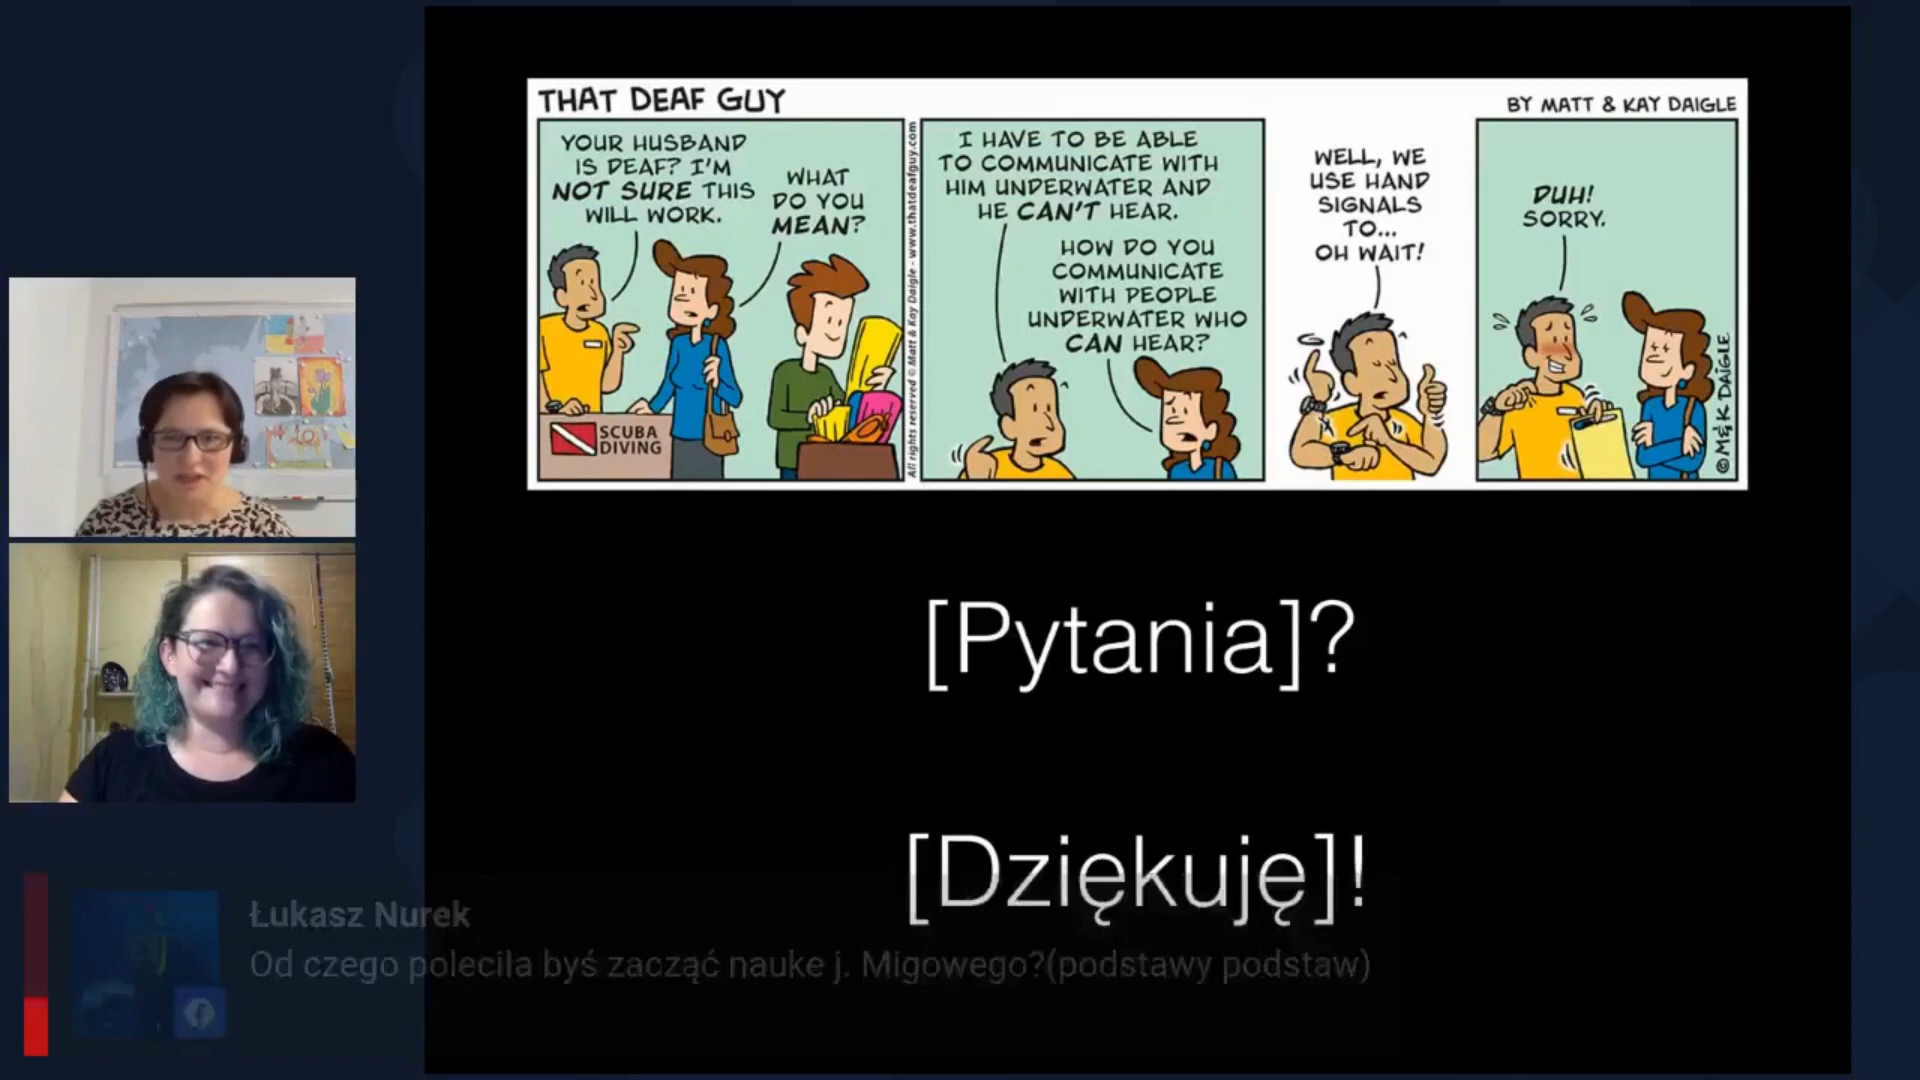 THAT DEAF GUY
BY MATT & KAY DAIGLE
YOUR HUSBAND
IS DEAF? I'M
NOT SURE THIS
WILL WORK.
WHAT
DO YOU
MEAN?
SCUBA
DIVING
All rights reserved © Matt & Kay Daigle - www.thatdeafguy.com
I HAVE TO BE ABLE
TO COMMUNICATE WITH
HIM UNDERWATER AND
HE CAN'T HEAR.
HOW DO YOU
COMMUNICATE
WITH PEOPLE
UNDERWATER WHO
CAN HEAR?
WELL, WE
USE HAND
SIGNALS
TO...
OH WAIT!
DUH!
SORRY.
© M & K DAIGLE
[Pytania]?
[Dziękuję]!
Łukasz Nurek
Od czego poleciła byś zacząć nauke j. Migowego?(podstawy podstaw)